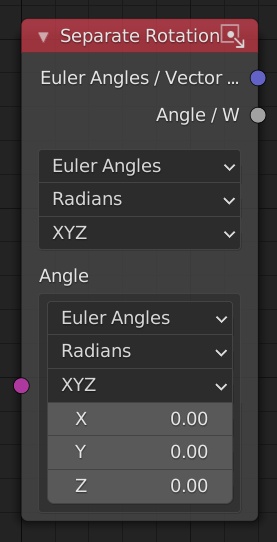 Separate Rotation
Euler Angles / Vector ...
Angle / W
Euler Angles
Radians
XYZ
Angle
Euler Angles
Radians
XYZ
X 0.00
Y 0.00
Z 0.00